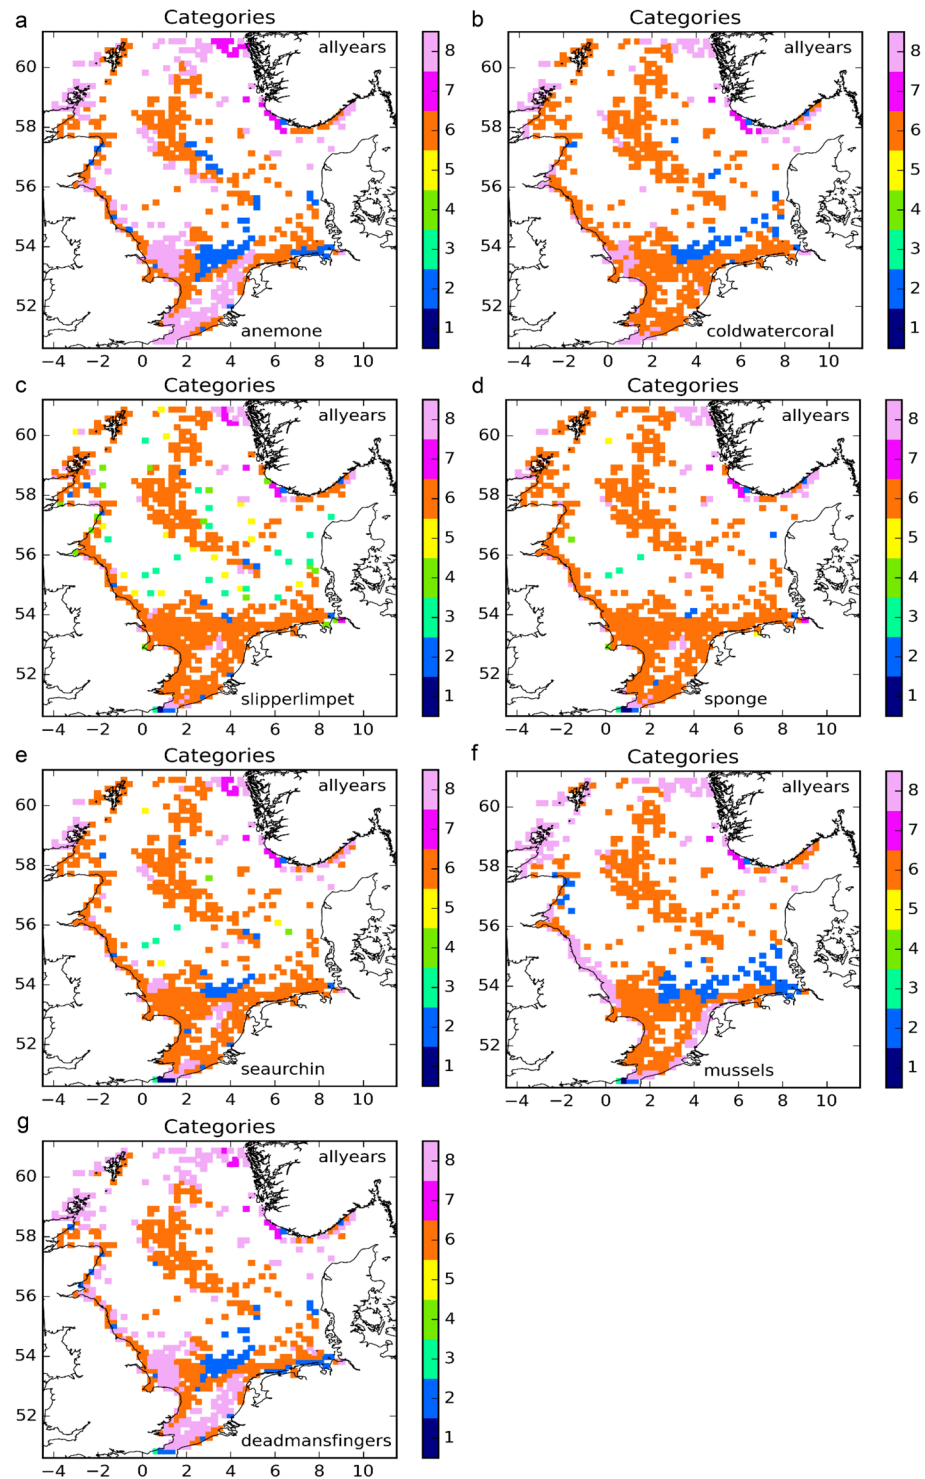 a
Categories
allyears
60
58
56
54
52
anemone
−4 −2 0 2 4 6 8 10
8
7
6
5
4
3
2
1
b
Categories
allyears
60
58
56
54
52
coldwatercoral
−4 −2 0 2 4 6 8 10
8
7
6
5
4
3
2
1
c
Categories
allyears
60
58
56
54
52
slipperlimpet
−4 −2 0 2 4 6 8 10
8
7
6
5
4
3
2
1
d
Categories
allyears
60
58
56
54
52
sponge
−4 −2 0 2 4 6 8 10
8
7
6
5
4
3
2
1
e
Categories
allyears
60
58
56
54
52
seaurchin
−4 −2 0 2 4 6 8 10
8
7
6
5
4
3
2
1
f
Categories
allyears
60
58
56
54
52
mussels
−4 −2 0 2 4 6 8 10
8
7
6
5
4
3
2
1
g
Categories
allyears
60
58
56
54
52
deadmansfingers
−4 −2 0 2 4 6 8 10
8
7
6
5
4
3
2
1